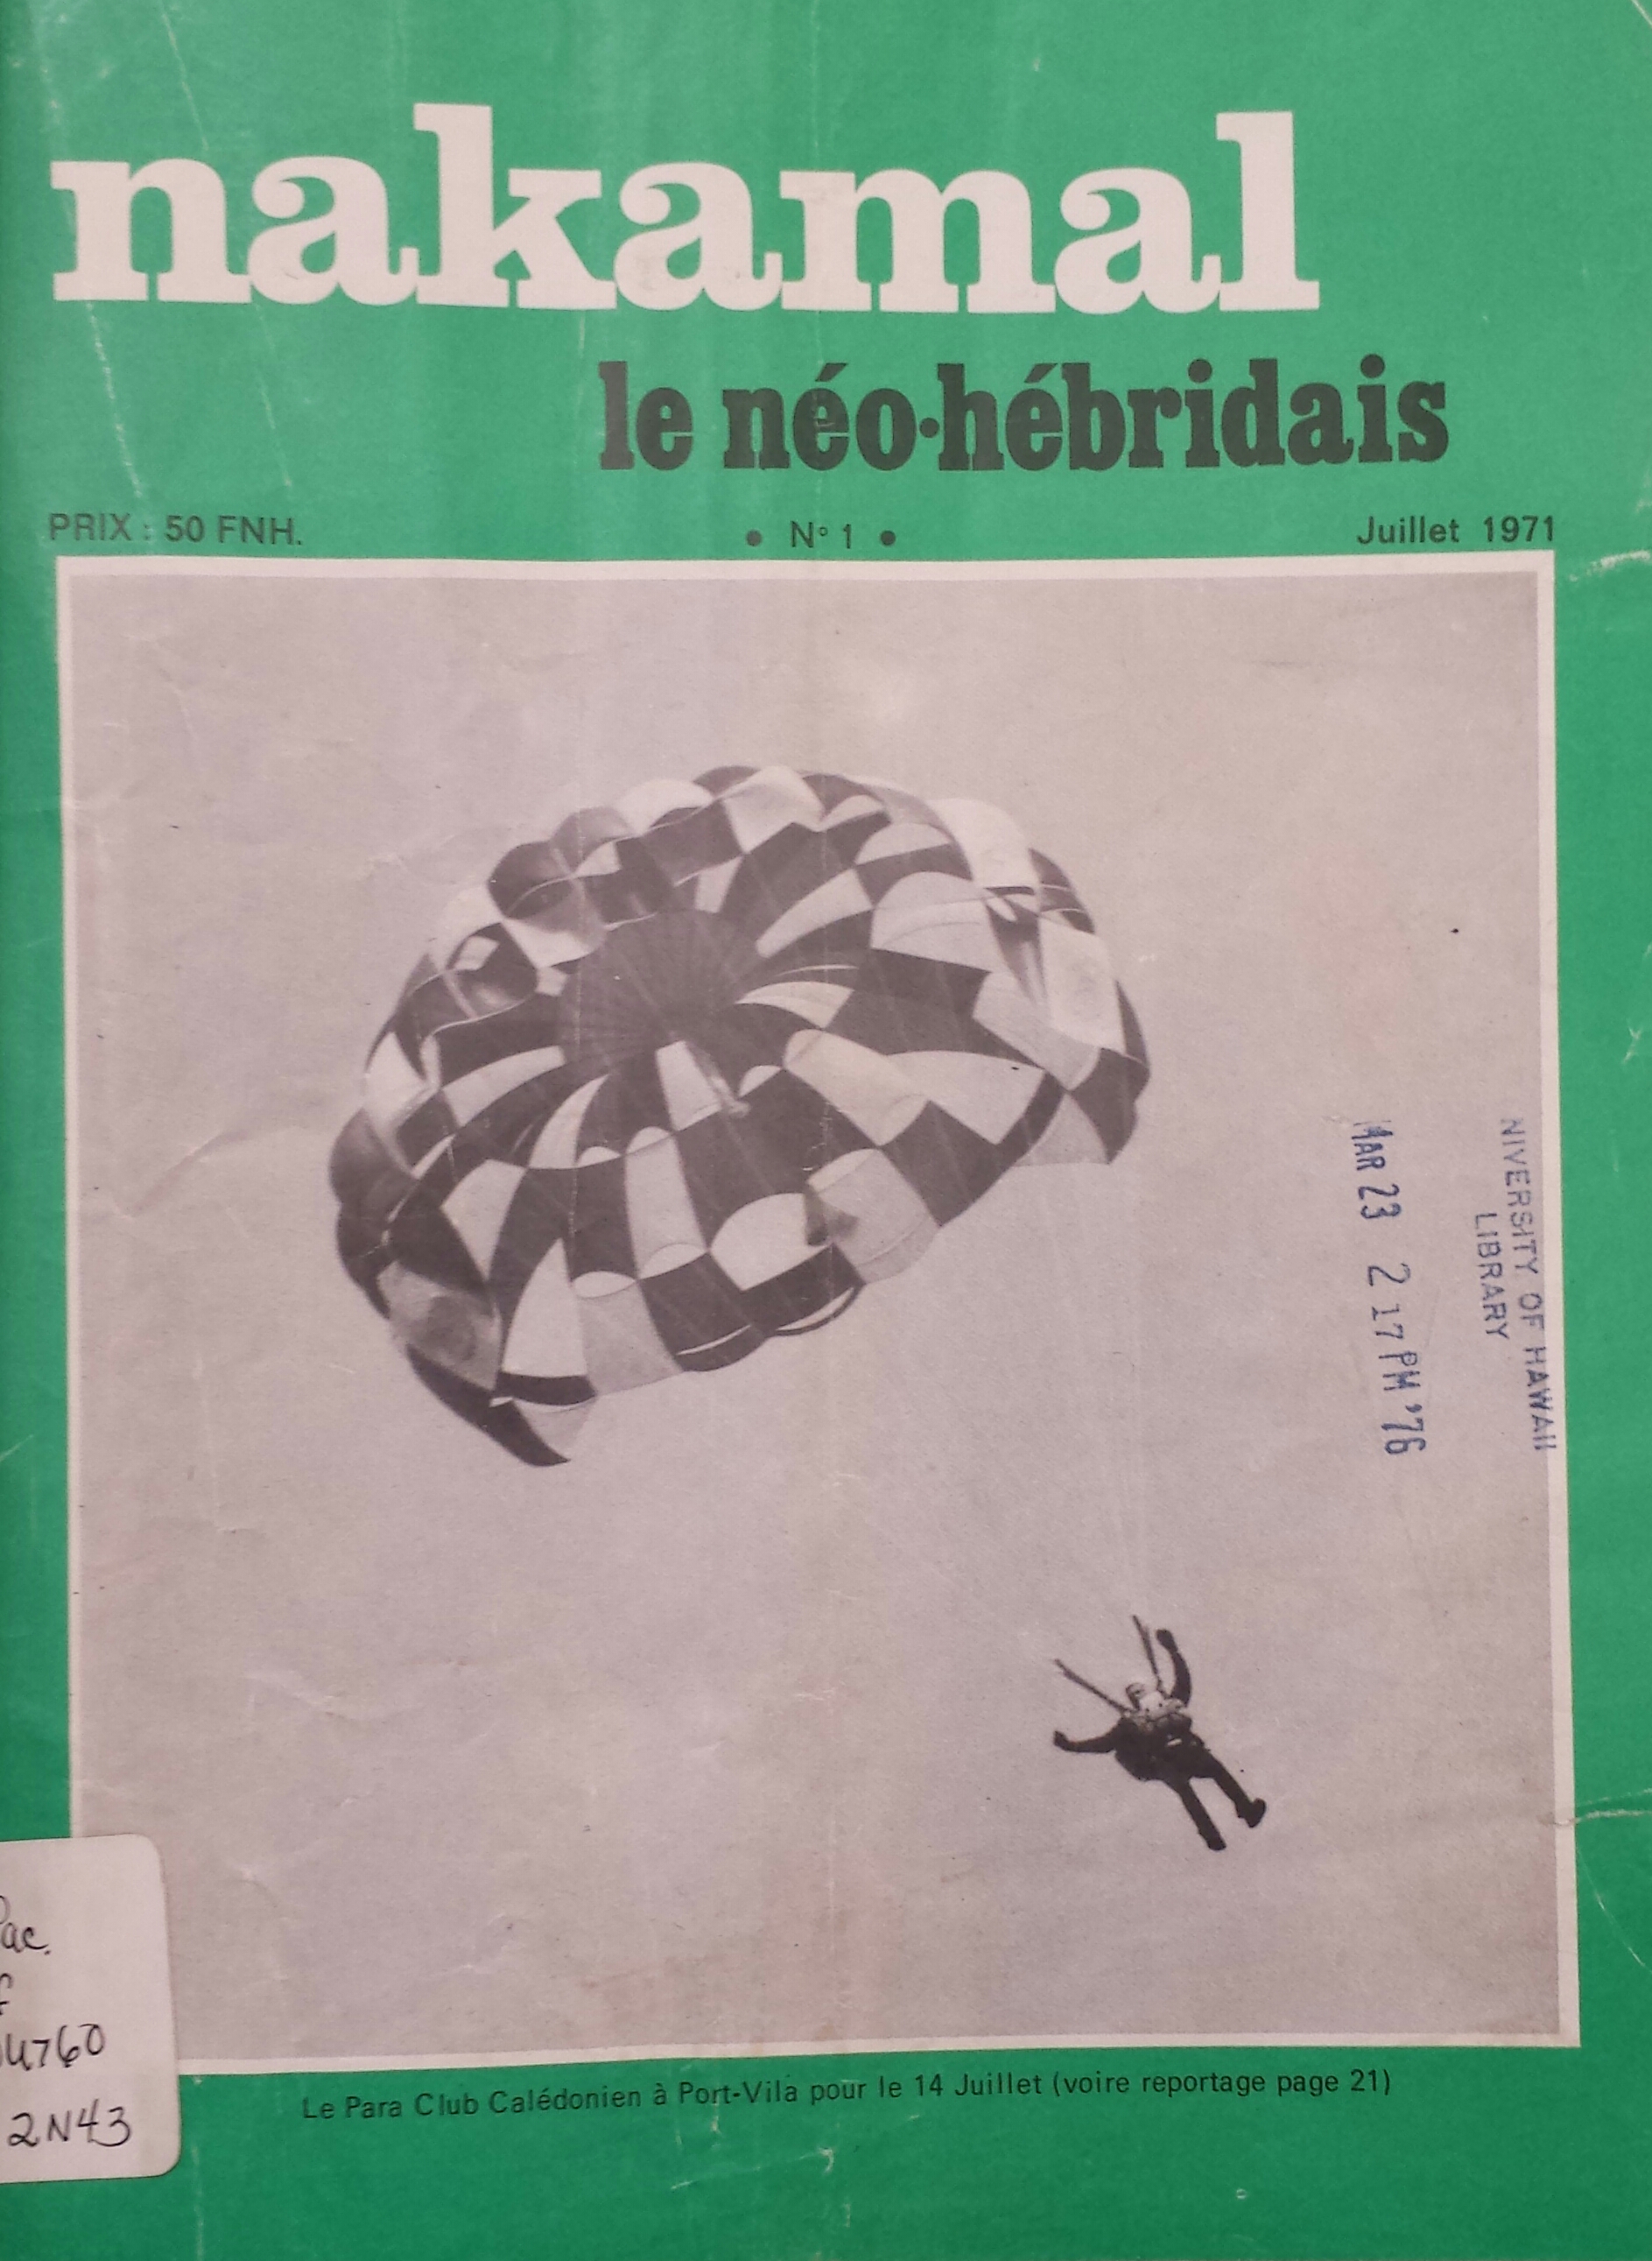 nakamal
le néo-hébridais
PRIX : 50 FNH.
• N° 1 •
Juillet 1971
NIVERSITY OF HAWAII
LIBRARY
MAR 23 2 17 PM '76
ac.
4760
2N43
Le Para Club Calédonien à Port-Vila pour le 14 Juillet (voire reportage page 21)